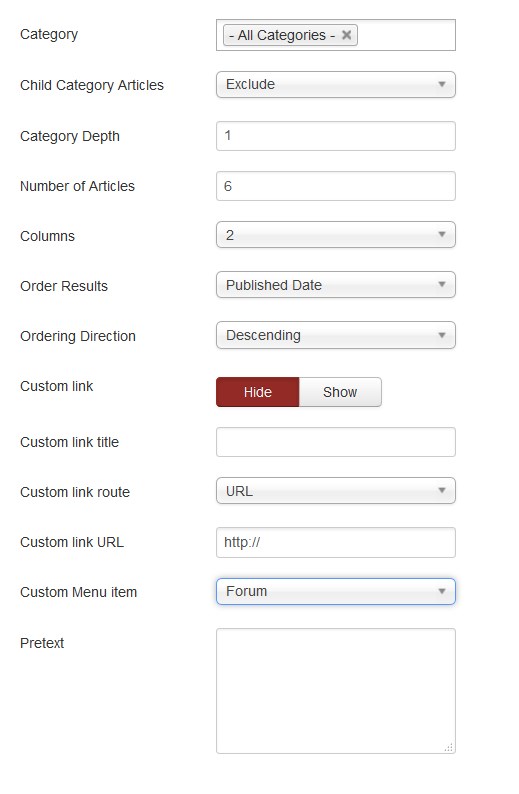 Category - All Categories - ×
Child Category Articles Exclude
Category Depth 1
Number of Articles 6
Columns 2
Order Results Published Date
Ordering Direction Descending
Custom link Hide Show
Custom link title
Custom link route URL
Custom link URL http://
Custom Menu item Forum
Pretext